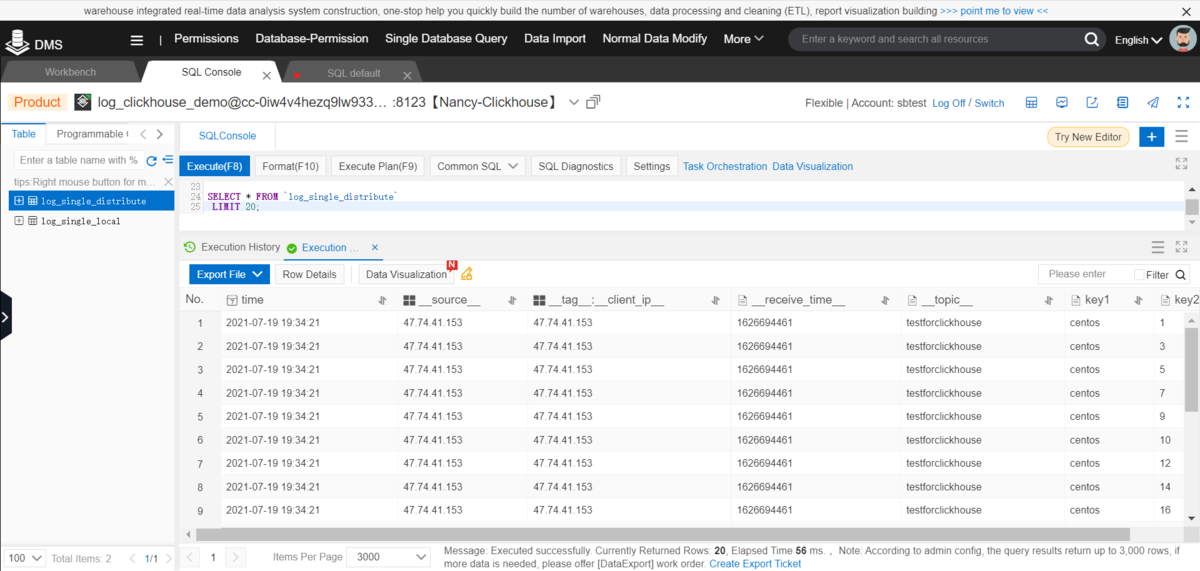 warehouse integrated real-time data analysis system construction, one-stop help you quickly build the number of warehouses, data processing and cleaning (ETL), report visualization building >>> point me to view <<
DMS | Permissions Database-Permission Single Database Query Data Import Normal Data Modify More Enter a keyword and search all resources English
Workbench SQL Console SQL default
Product log_clickhouse_demo@cc-0iw4v4hezq9lw933... :8123【Nancy-Clickhouse】 Flexible | Account: sbtest Log Off / Switch
Table Programmable ( SQLConsole Try New Editor
Enter a table name with % Execute(F8) Format(F10) Execute Plan(F9) Common SQL SQL Diagnostics Settings Task Orchestration Data Visualization
tips:Right mouse button for m...
log_single_distribute
log_single_local
23
24 SELECT * FROM `log_single_distribute`
25 LIMIT 20;
Execution History Execution ...
Export File Row Details Data Visualization N Please enter Filter
No. time __source__ __tag__:__client_ip__ __receive_time__ __topic__ key1 key2
1 2021-07-19 19:34:21 47.74.41.153 47.74.41.153 1626694461 testforclickhouse centos 1
2 2021-07-19 19:34:21 47.74.41.153 47.74.41.153 1626694461 testforclickhouse centos 3
3 2021-07-19 19:34:21 47.74.41.153 47.74.41.153 1626694461 testforclickhouse centos 5
4 2021-07-19 19:34:21 47.74.41.153 47.74.41.153 1626694461 testforclickhouse centos 7
5 2021-07-19 19:34:21 47.74.41.153 47.74.41.153 1626694461 testforclickhouse centos 9
6 2021-07-19 19:34:21 47.74.41.153 47.74.41.153 1626694461 testforclickhouse centos 10
7 2021-07-19 19:34:21 47.74.41.153 47.74.41.153 1626694461 testforclickhouse centos 12
8 2021-07-19 19:34:21 47.74.41.153 47.74.41.153 1626694461 testforclickhouse centos 14
9 2021-07-19 19:34:21 47.74.41.153 47.74.41.153 1626694461 testforclickhouse centos 16
100 Total Items: 2 1/1 1 Items Per Page 3000
Message: Executed successfully. Currently Returned Rows: 20, Elapsed Time 56 ms. , Note: According to admin config, the query results return up to 3,000 rows, if
more data is needed, please offer [DataExport] work order. Create Export Ticket